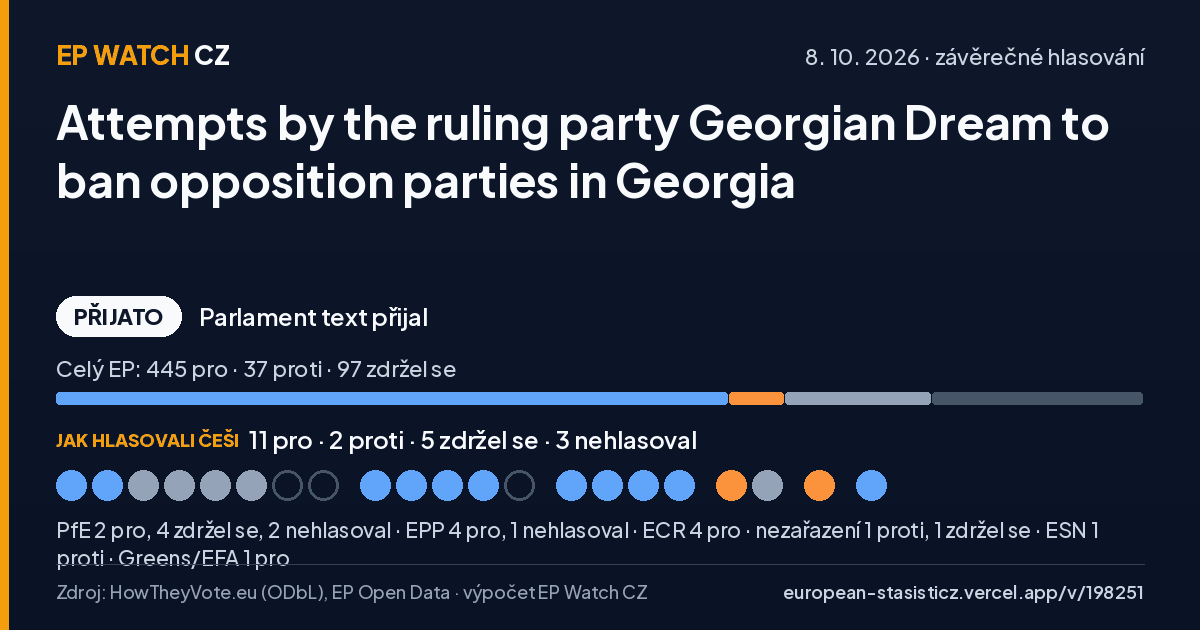 EP WATCH CZ
8. 10. 2026 · závěrečné hlasování
Attempts by the ruling party Georgian Dream to
ban opposition parties in Georgia
PŘIJATO Parlament text přijal
Celý EP: 445 pro · 37 proti · 97 zdržel se
JAK HLASOVALI ČEŠI 11 pro · 2 proti · 5 zdržel se · 3 nehlasoval
PfE 2 pro, 4 zdržel se, 2 nehlasoval · EPP 4 pro, 1 nehlasoval · ECR 4 pro · nezařazení 1 proti, 1 zdržel se · ESN 1
proti · Greens/EFA 1 pro
Zdroj: HowTheyVote.eu (ODbL), EP Open Data · výpočet EP Watch CZ
european-stasisticz.vercel.app/v/198251